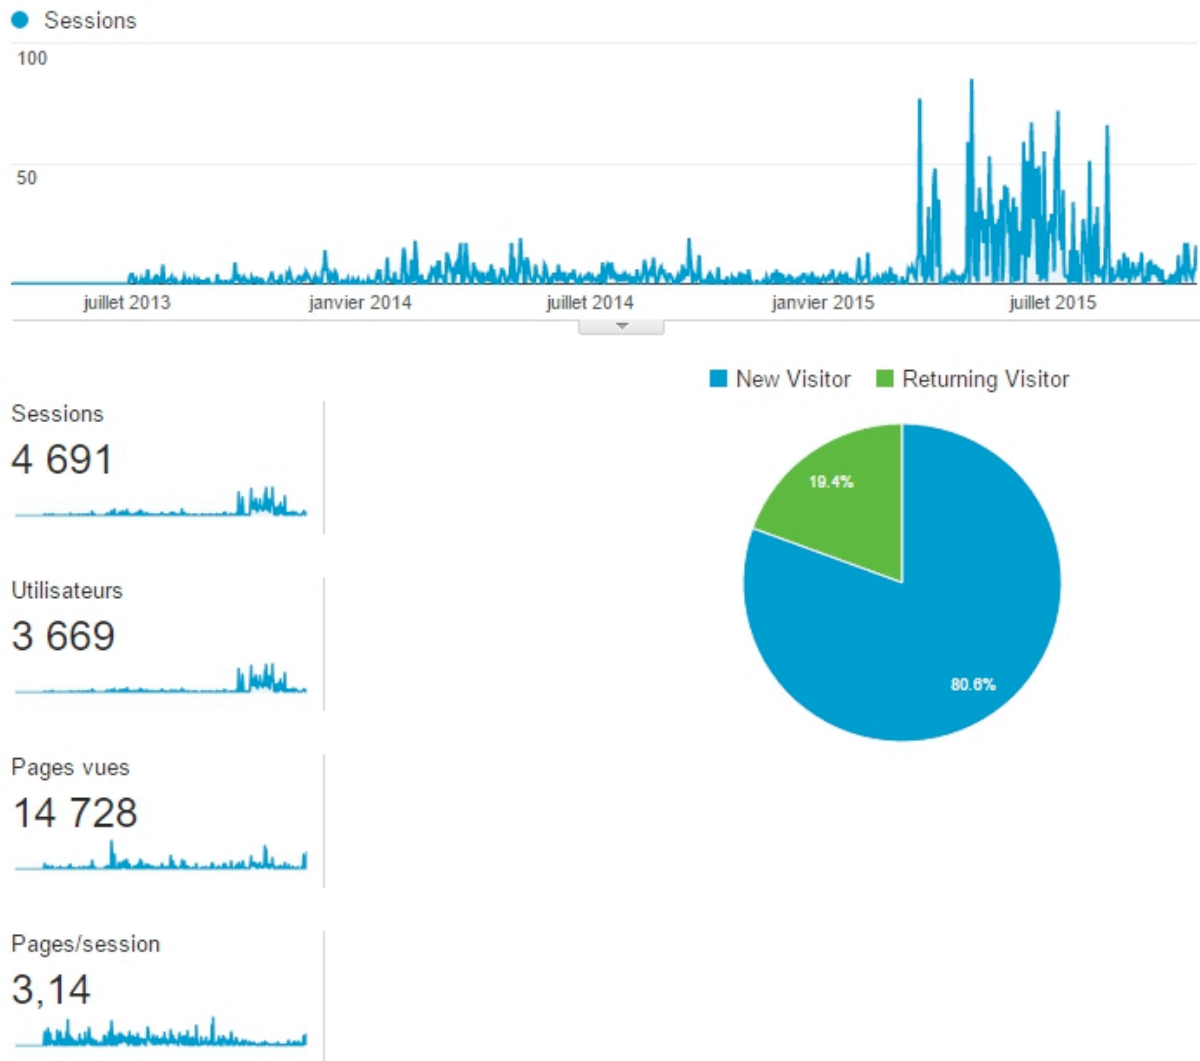 Sessions
100
50
juillet 2013 janvier 2014 juillet 2014 janvier 2015 juillet 2015
New Visitor Returning Visitor
Sessions
4 691
19.4%
Utilisateurs
3 669
80.6%
Pages vues
14 728
Pages/session
3,14